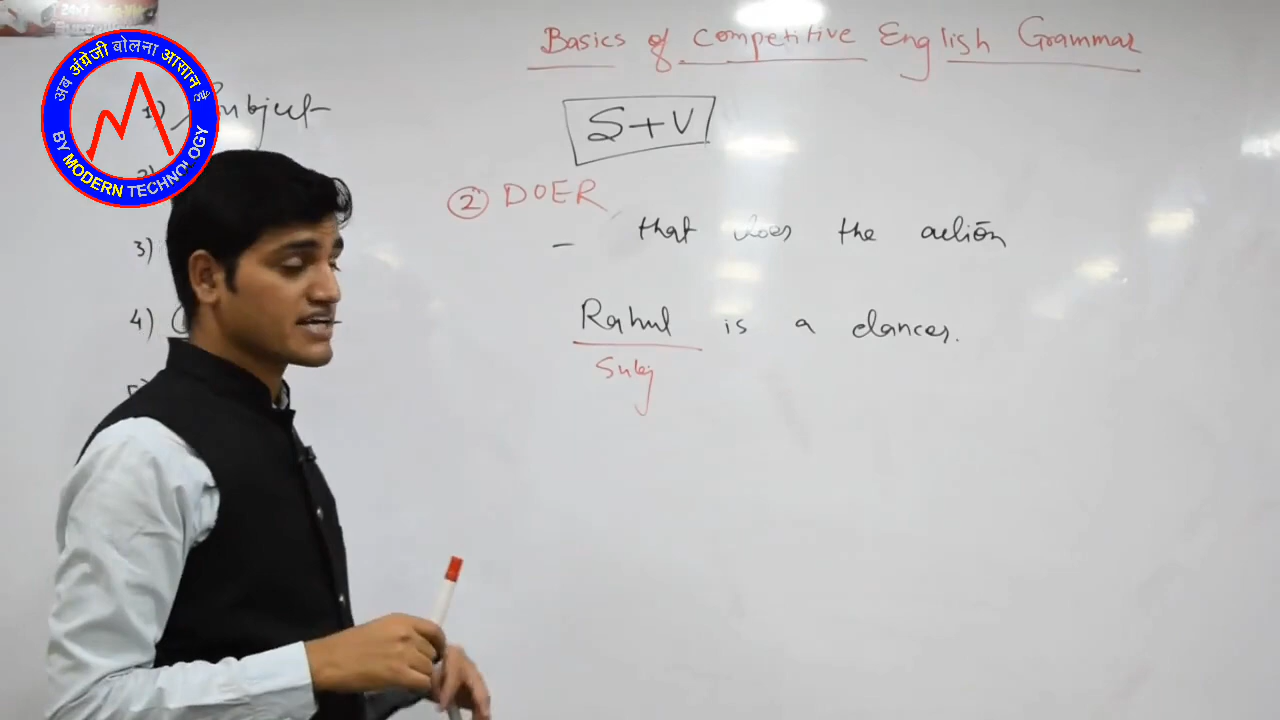 24x7
अब अंग्रेजी बोलना आसान है
BY MODERN TECHNOLOGY
Basics of Competitive English Grammar
1) Subject
S+V
2 DOER
- that does the action
3)
4)
Rahul is a dancer.
Subj